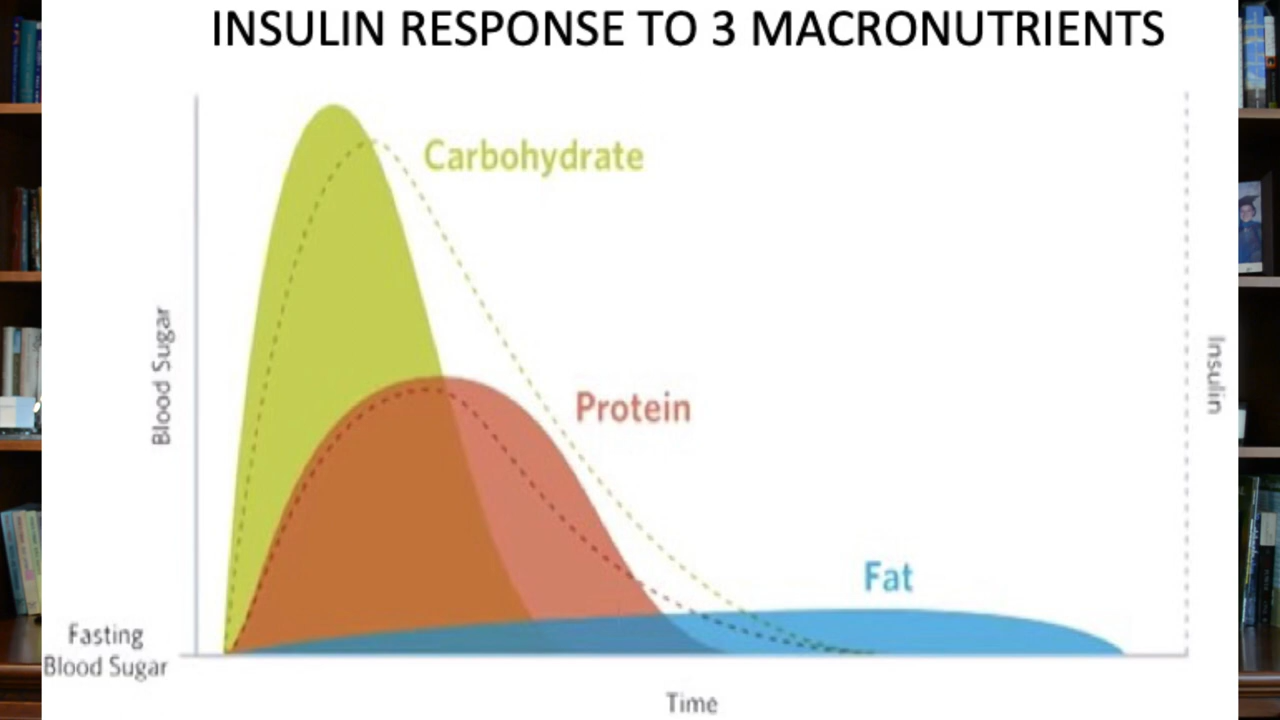 INSULIN RESPONSE TO 3 MACRONUTRIENTS
Carbohydrate
Blood Sugar
Insulin
Protein
Fat
Fasting
Blood Sugar
Time